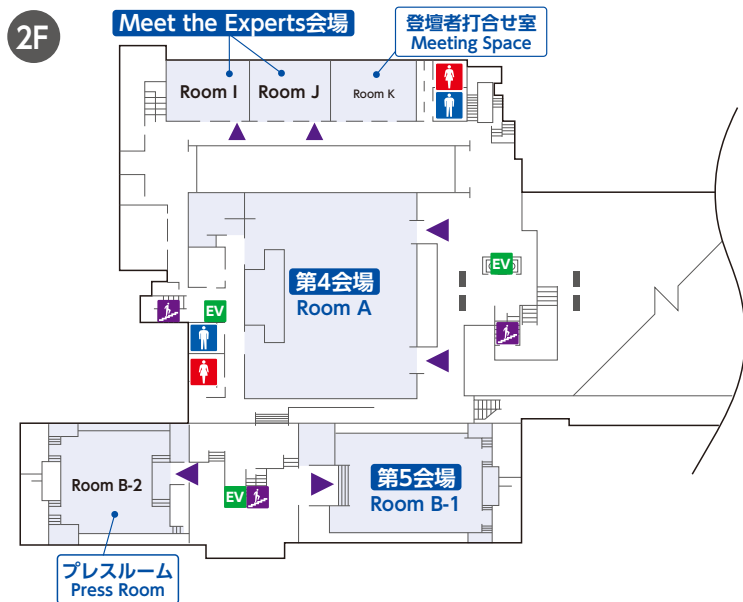 2F
Meet the Experts会場
登壇者打合せ室
Meeting Space
Room I
Room J
Room K
第4会場
Room A
EV
EV
Room B-2
EV
第5会場
Room B-1
プレスルーム
Press Room